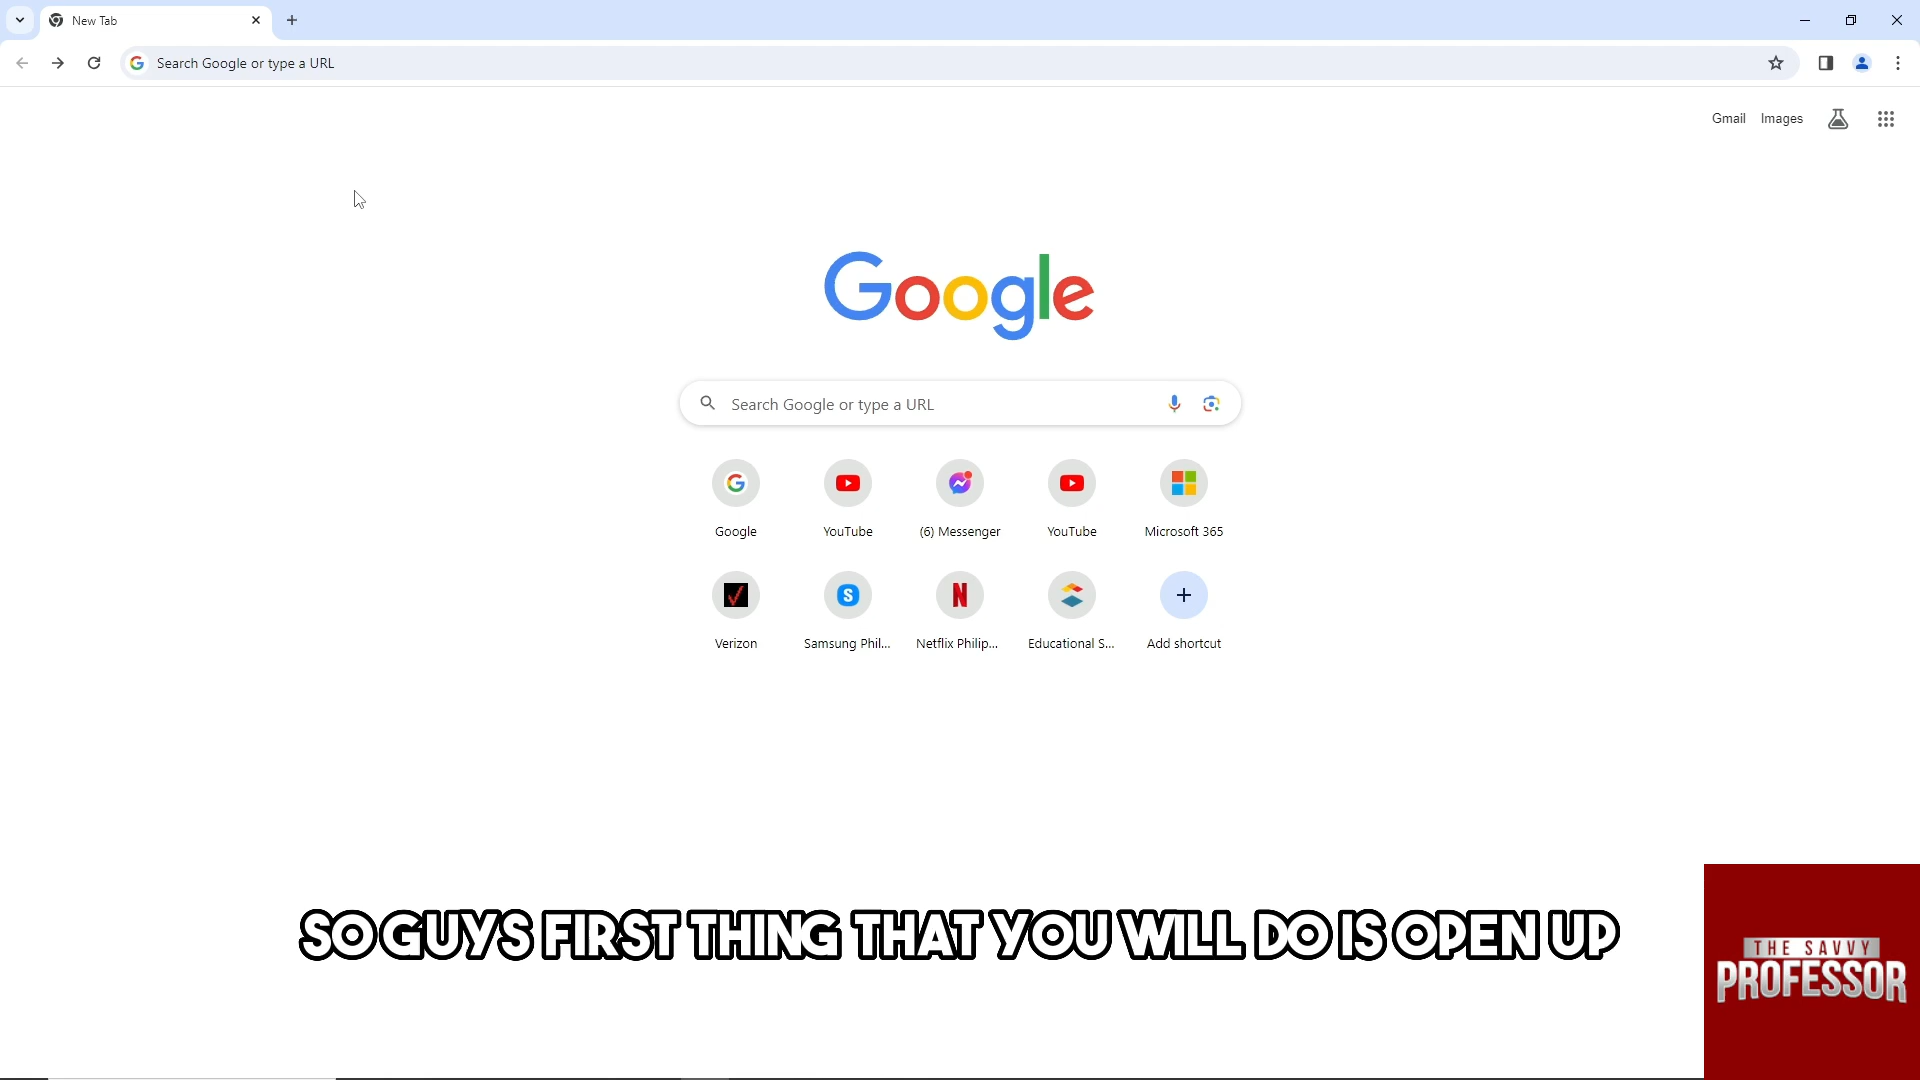 New Tab
Search Google or type a URL
Gmail Images
Google
Search Google or type a URL
Google YouTube (6) Messenger YouTube Microsoft 365
Verizon Samsung Phil... Netflix Philip... Educational S... Add shortcut
SO GUYS FIRST THING THAT YOU WILL DO IS OPEN UP
THE SAVVY
PROFESSOR